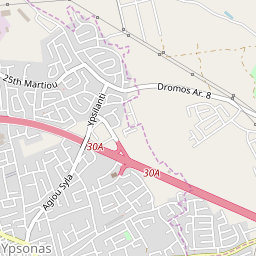 25th Martiou
Dromos Ar. 8
Ypsilanti
30A
30A
Agiou Syla
Ypsonas